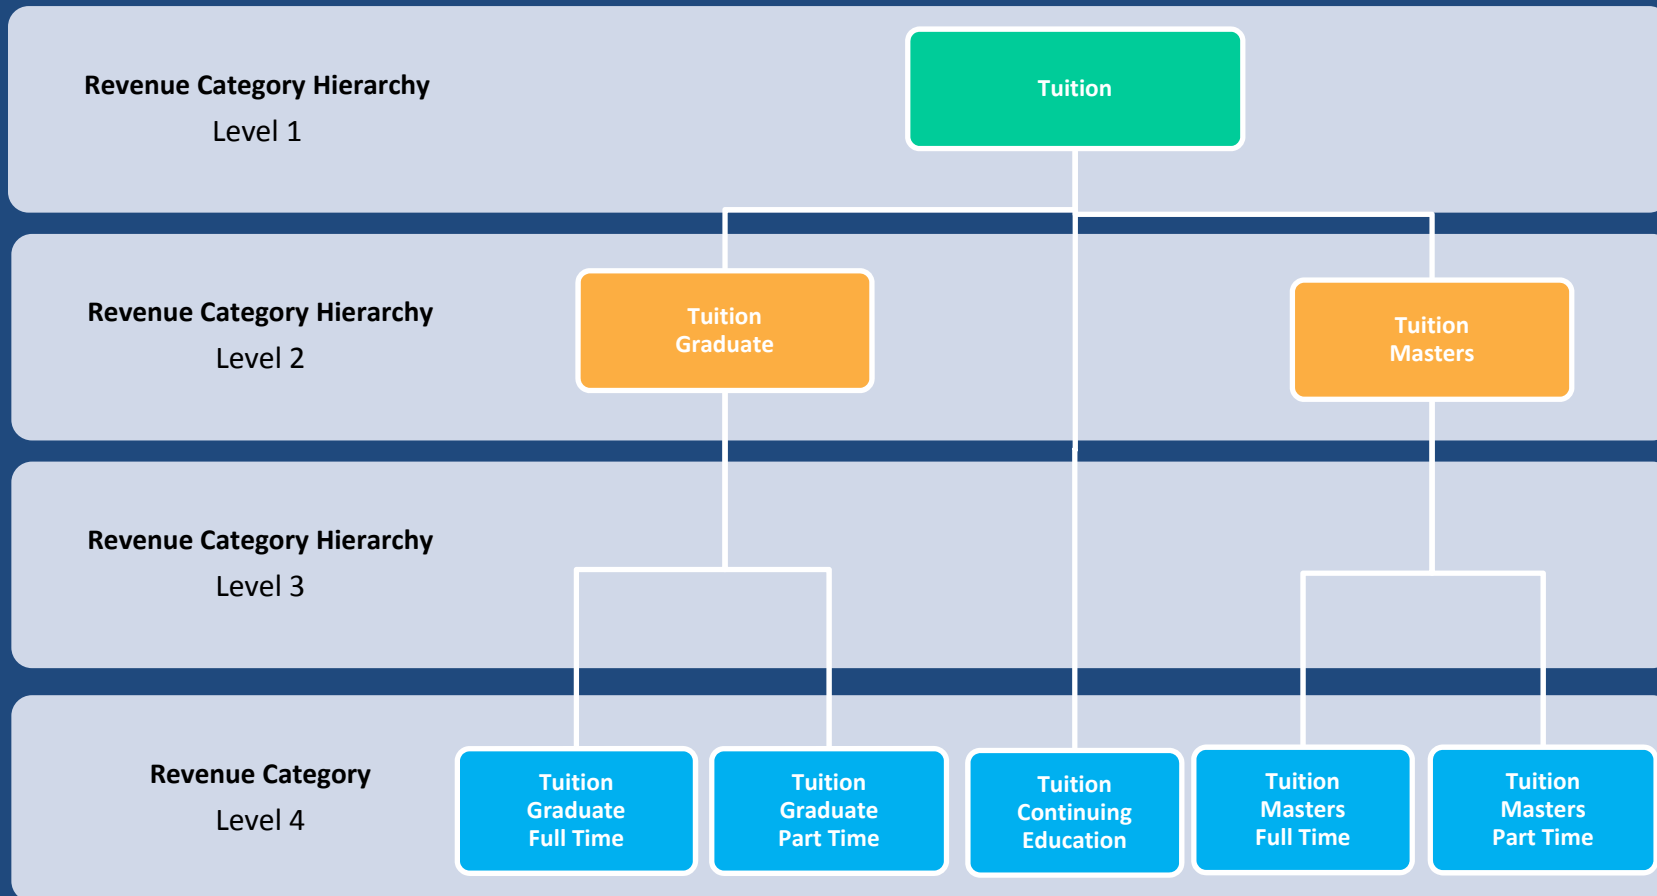 Revenue Category Hierarchy
Level 1
Tuition
Revenue Category Hierarchy
Level 2
Tuition
Graduate
Tuition
Masters
Revenue Category Hierarchy
Level 3
Revenue Category
Level 4
Tuition
Graduate
Full Time
Tuition
Graduate
Part Time
Tuition
Continuing
Education
Tuition
Masters
Full Time
Tuition
Masters
Part Time